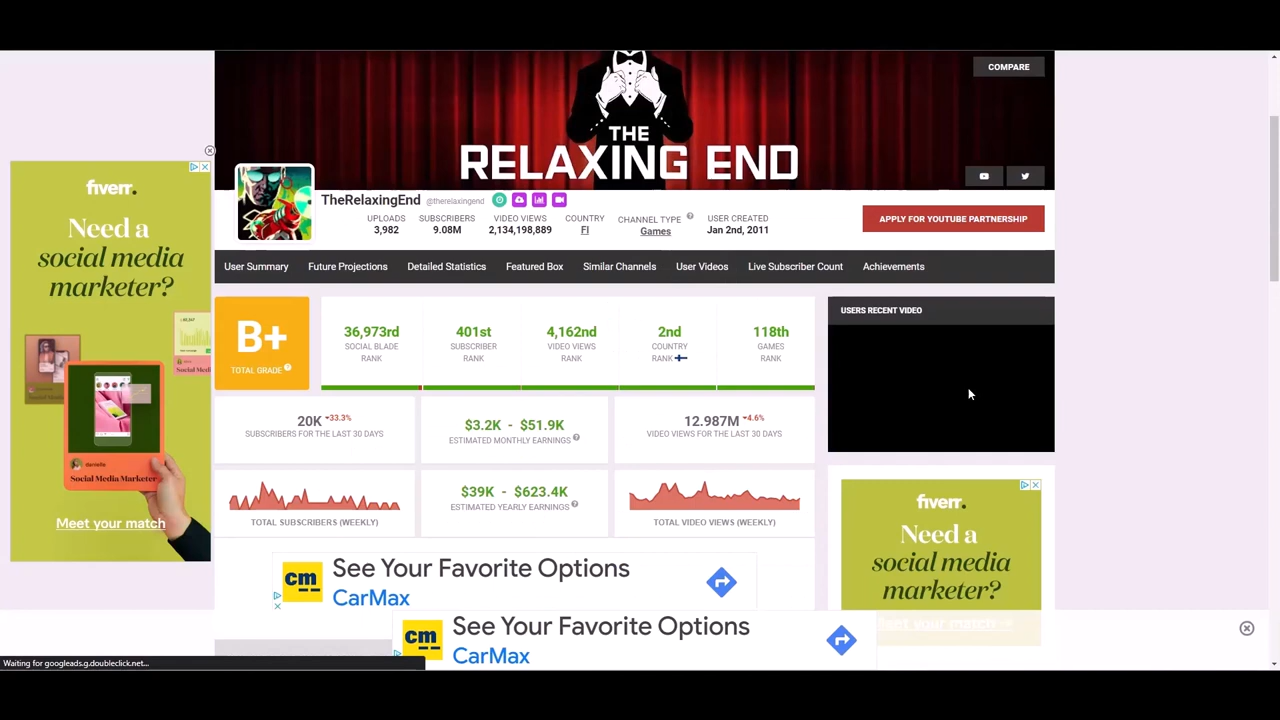 COMPARE
THE
RELAXING END
TheRelaxingEnd @therelaxingend
UPLOADS
3,982
SUBSCRIBERS
9.08M
VIDEO VIEWS
2,134,198,889
COUNTRY
FI
CHANNEL TYPE
Games
USER CREATED
Jan 2nd, 2011
APPLY FOR YOUTUBE PARTNERSHIP
User Summary
Future Projections
Detailed Statistics
Featured Box
Similar Channels
User Videos
Live Subscriber Count
Achievements
fiverr.
Need a
social media
marketer?
danielle
Social Media Marketer
Meet your match
B+
TOTAL GRADE
36,973rd
SOCIAL BLADE
RANK
401st
SUBSCRIBER
RANK
4,162nd
VIDEO VIEWS
RANK
2nd
COUNTRY
RANK
118th
GAMES
RANK
USERS RECENT VIDEO
20K -33.3%
SUBSCRIBERS FOR THE LAST 30 DAYS
$3.2K - $51.9K
ESTIMATED MONTHLY EARNINGS
12.987M -4.6%
VIDEO VIEWS FOR THE LAST 30 DAYS
TOTAL SUBSCRIBERS (WEEKLY)
$39K - $623.4K
ESTIMATED YEARLY EARNINGS
TOTAL VIDEO VIEWS (WEEKLY)
fiverr.
Need a
social media
marketer?
cm
See Your Favorite Options
CarMax
cm
See Your Favorite Options
CarMax
Waiting for googleads.g.doubleclick.net...